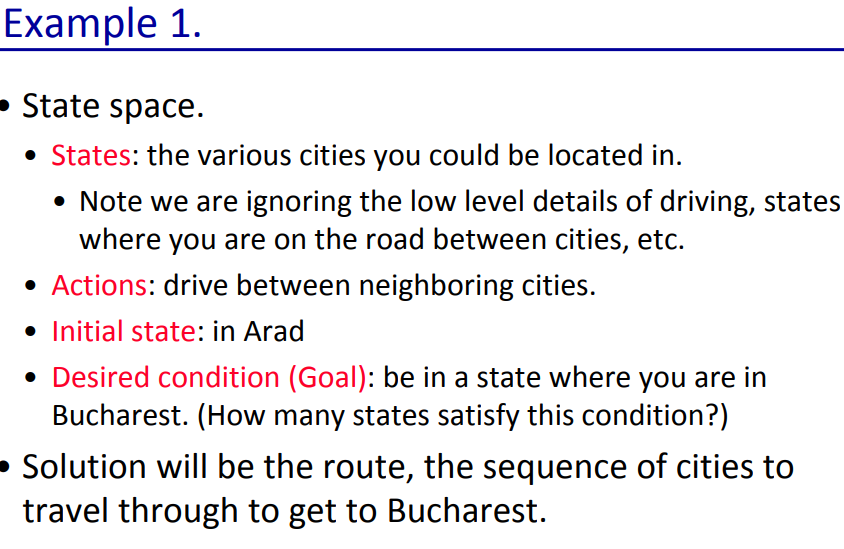 Example 1.
• State space.
• States: the various cities you could be located in.
• Note we are ignoring the low level details of driving, states
where you are on the road between cities, etc.
• Actions: drive between neighboring cities.
• Initial state: in Arad
• Desired condition (Goal): be in a state where you are in
Bucharest. (How many states satisfy this condition?)
• Solution will be the route, the sequence of cities to
travel through to get to Bucharest.